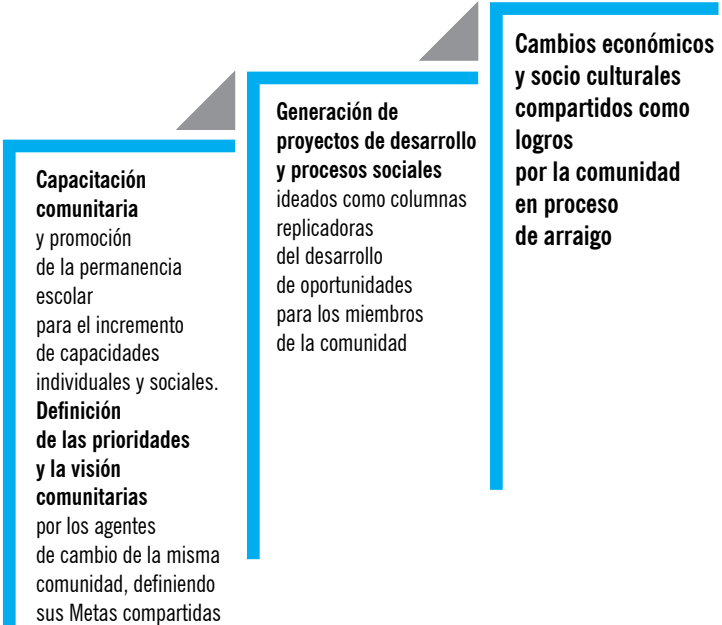 Capacitación
comunitaria
y promoción
de la permanencia
escolar
para el incremento
de capacidades
individuales y sociales.
Definición
de las prioridades
y la visión
comunitarias
por los agentes
de cambio de la misma
comunidad, definiendo
sus Metas compartidas
Generación de
proyectos de desarrollo
y procesos sociales
ideados como columnas
replicadoras
del desarrollo
de oportunidades
para los miembros
de la comunidad
Cambios económicos
y socio culturales
compartidos como
logros
por la comunidad
en proceso
de arraigo